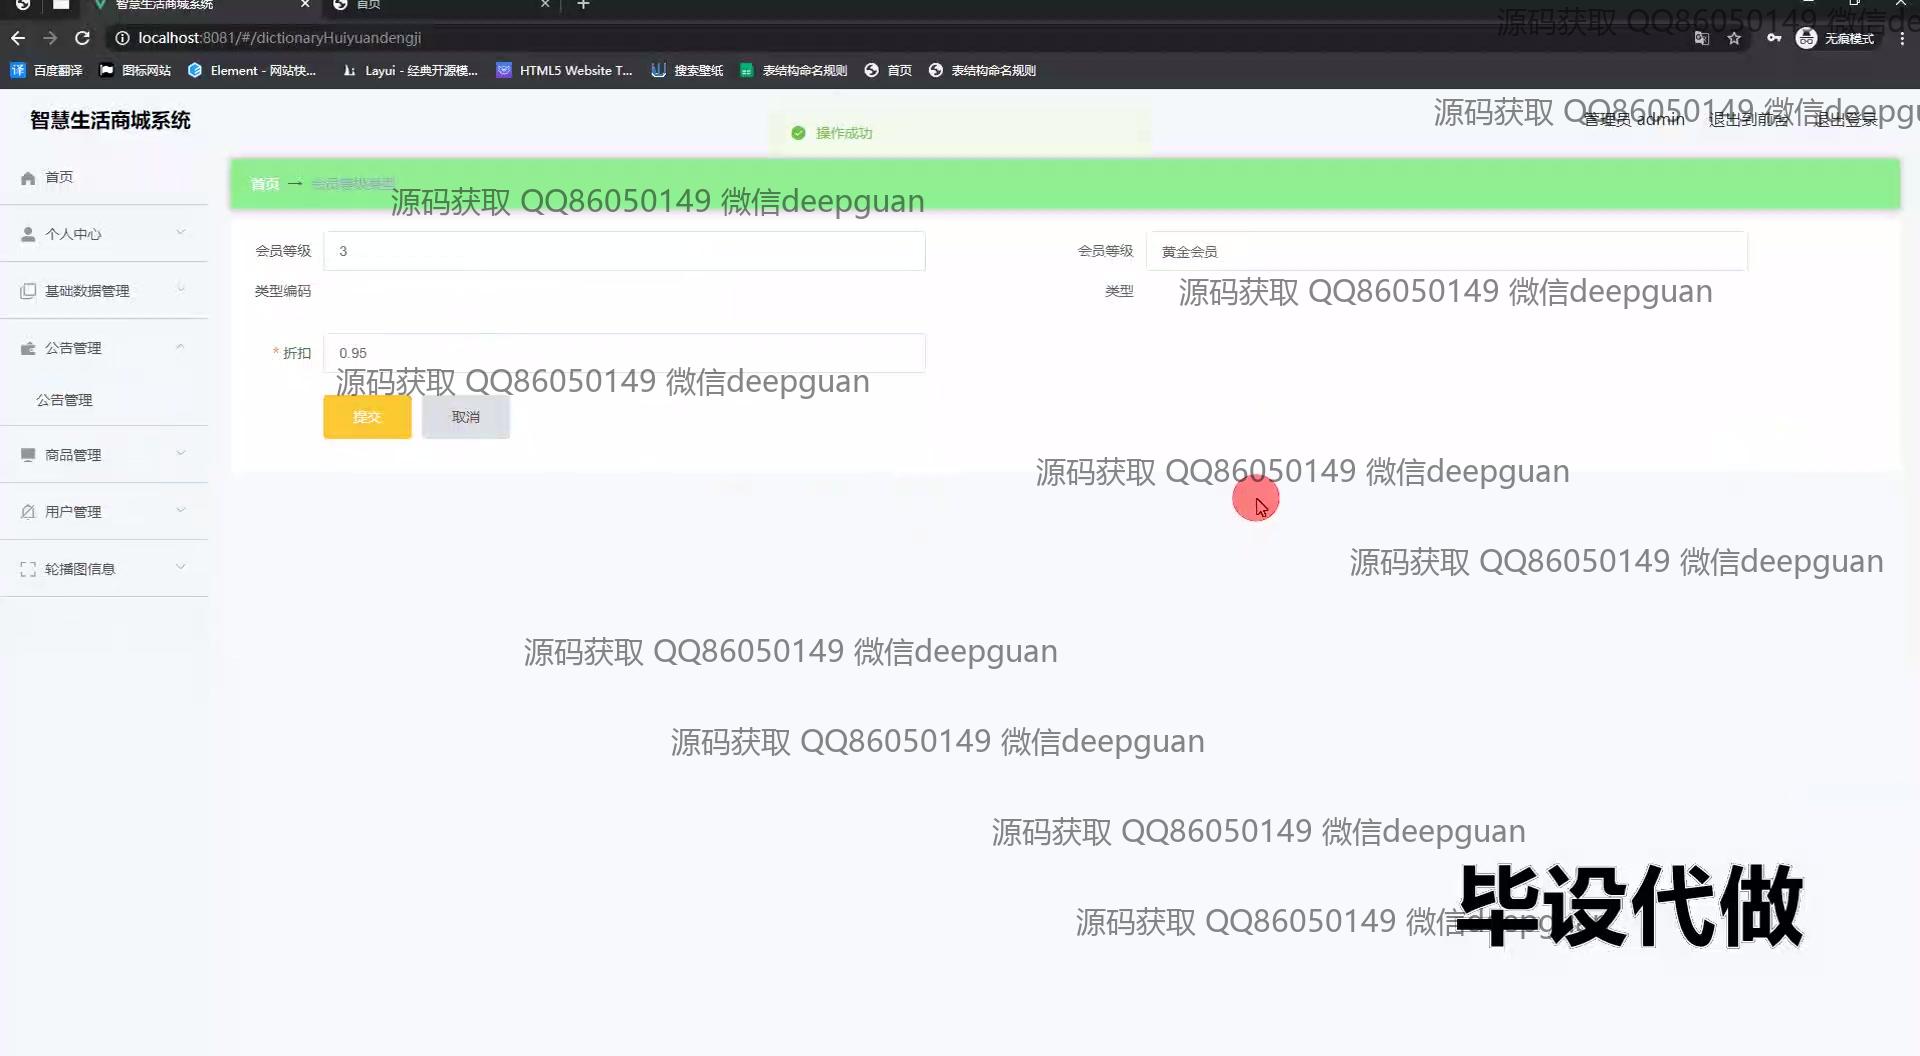 智慧生活商城系统
首页
源码获取 QQ86050149 微信de
localhost:8081/#/dictionaryHuiyuandengji
无痕模式
百度翻译
图标网站
Element - 网站快...
Layui - 经典开源模...
HTML5 Website T...
搜索壁纸
表结构命名规则
首页
表结构命名规则
智慧生活商城系统
操作成功
源码获取 QQ86050149 微信deepgu
管理员 admin
退出到前台
退出登录
首页
个人中心
基础数据管理
公告管理
公告管理
商品管理
用户管理
轮播图信息
首页 → 会员等级类型
源码获取 QQ86050149 微信deepguan
会员等级
类型编码
3
会员等级
类型
黄金会员
源码获取 QQ86050149 微信deepguan
* 折扣
0.95
源码获取 QQ86050149 微信deepguan
提交
取消
源码获取 QQ86050149 微信deepguan
源码获取 QQ86050149 微信deepguan
源码获取 QQ86050149 微信deepguan
源码获取 QQ86050149 微信deepguan
源码获取 QQ86050149 微信deepguan
源码获取 QQ86050149 微信deepguan
毕设代做